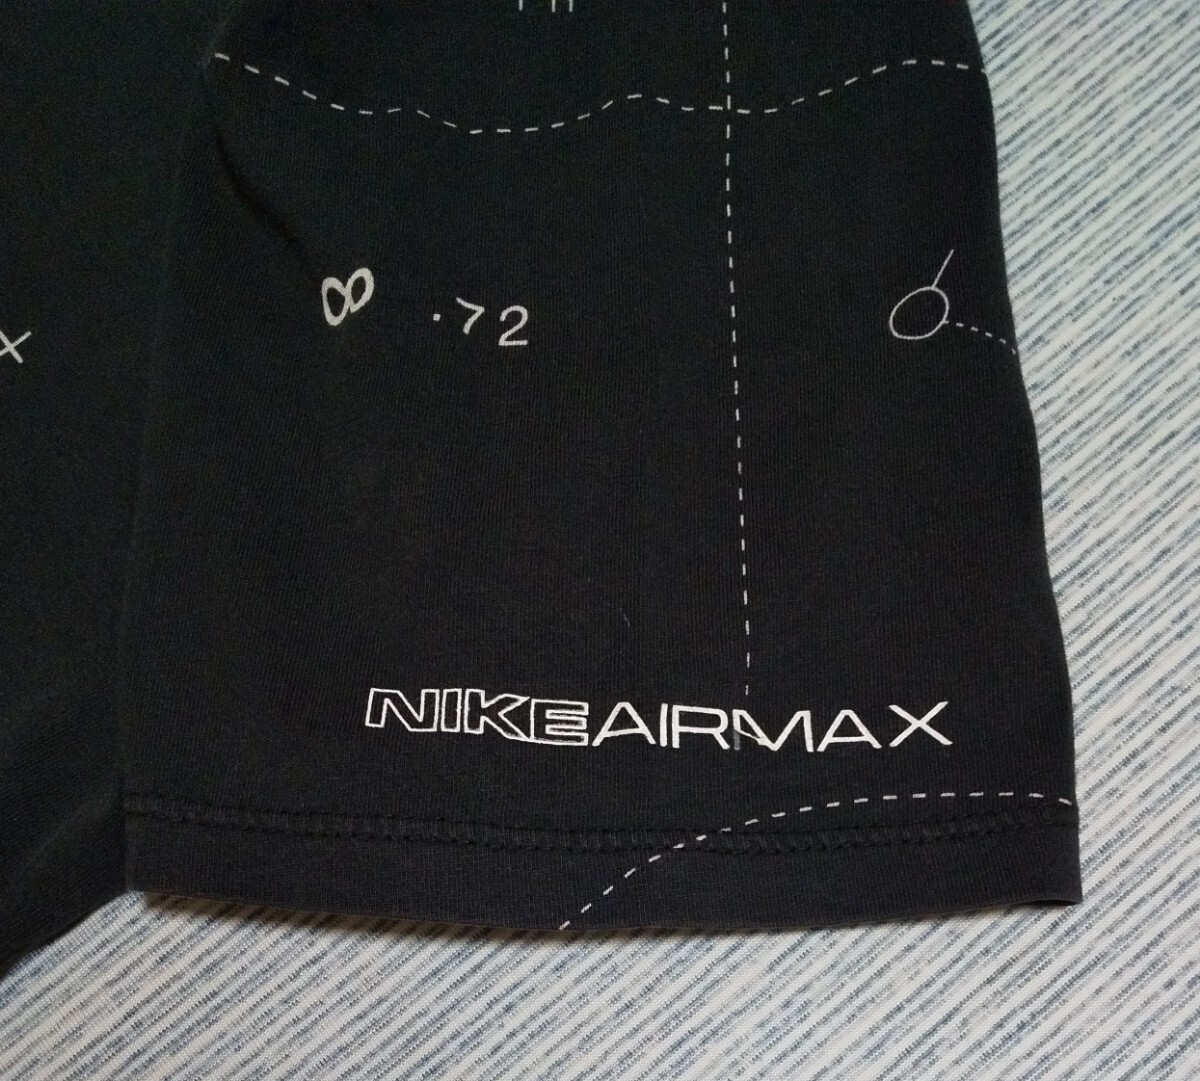 ∞ .72
X
NIKEAIRMAX